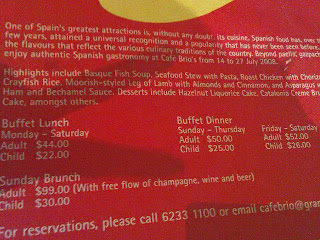 One of Spain's greatest attractions is, without any doubt, its cuisine. Spanish food has, over
few years, attained a universal recognition and a popularity that has never been seen before.
the flavours that reflect the various culinary traditions of the country. Beyond paella, gazpacho
enjoy authentic Spanish gastronomy at Café Brio's from 14 to 27 July 2008.
Highlights include Basque Fish Soup, Seafood Stew with Pasta, Roast Chicken with Chorizo
Crayfish Rice, Moorish-styled Leg of Lamb with Almonds and Cinnamon, and Asparagus w
Ham and Bechamel Sauce. Desserts include Hazelnut Liquorice Cake, Catalonia Creme Bru
Cake, amongst others.
Buffet Lunch
Monday - Saturday
Adult $44.00
Child $22.00
Buffet Dinner
Sunday - Thursday
Adult $50.00
Child $25.00
Friday - Saturday
Adult $52.00
Child $26.00
Sunday Brunch
Adult $99.00 (With free flow of champagne, wine and beer)
Child $30.00
For reservations, please call 6233 1100 or email cafebrio@gran